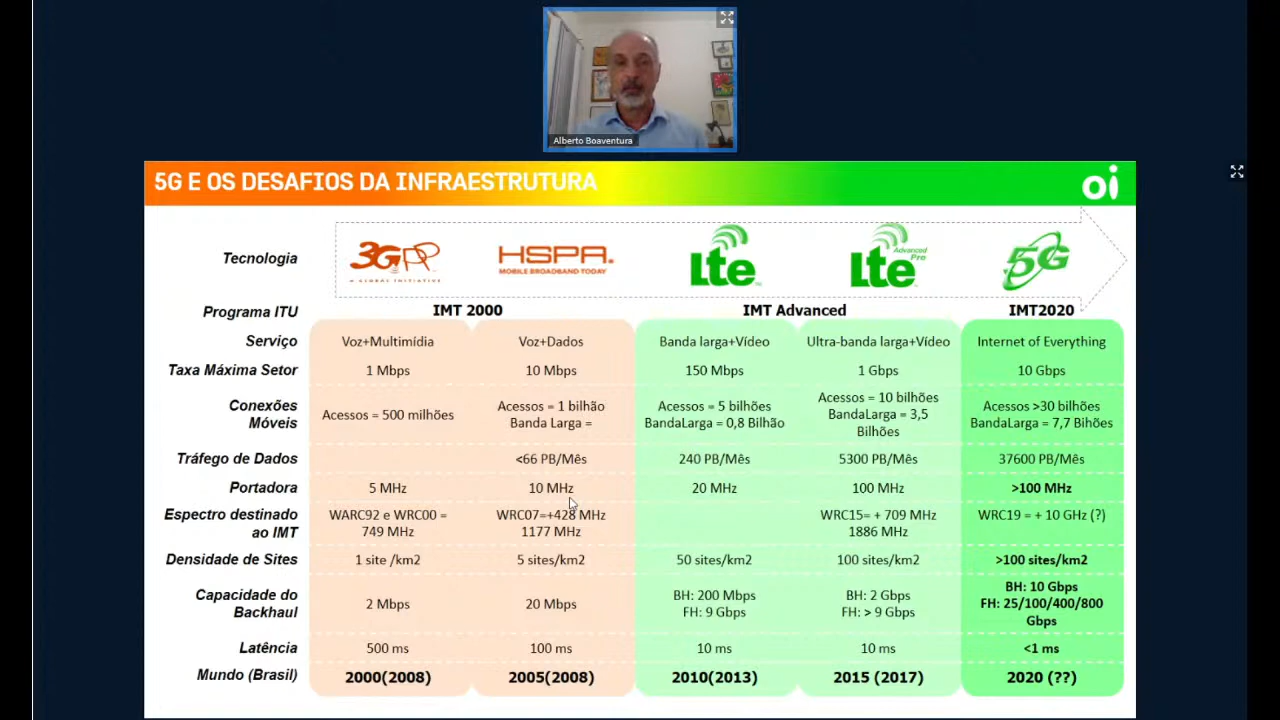 Alberto Boaventura
5G E OS DESAFIOS DA INFRAESTRUTURA
oi
Tecnologia
3GPP
A GLOBAL INITIATIVE
HSPA.
MOBILE BROADBAND TODAY
Lte
Lte
Advanced
Pro
5G
Programa ITU
IMT 2000
IMT Advanced
IMT2020
Serviço
Voz+Multimídia
Voz+Dados
Banda larga+Vídeo
Ultra-banda larga+Vídeo
Internet of Everything
Taxa Máxima Setor
1 Mbps
10 Mbps
150 Mbps
1 Gbps
10 Gbps
Conexões
Móveis
Acessos = 500 milhões
Acessos = 1 bilhão
Banda Larga =
Acessos = 5 bilhões
BandaLarga = 0,8 Bilhão
Acessos = 10 bilhões
BandaLarga = 3,5
Bilhões
Acessos >30 bilhões
BandaLarga = 7,7 Bihões
Tráfego de Dados
<66 PB/Mês
240 PB/Mês
5300 PB/Mês
37600 PB/Mês
Portadora
5 MHz
10 MHz
20 MHz
100 MHz
>100 MHz
Espectro destinado
ao IMT
WARC92 e WRC00 =
749 MHz
WRC07=+428 MHz
1177 MHz
WRC15= + 709 MHz
1886 MHz
WRC19 = + 10 GHz (?)
Densidade de Sites
1 site /km2
5 sites/km2
50 sites/km2
100 sites/km2
>100 sites/km2
Capacidade do
Backhaul
2 Mbps
20 Mbps
BH: 200 Mbps
FH: 9 Gbps
BH: 2 Gbps
FH: > 9 Gbps
BH: 10 Gbps
FH: 25/100/400/800
Gbps
Latência
500 ms
100 ms
10 ms
10 ms
<1 ms
Mundo (Brasil)
2000(2008)
2005(2008)
2010(2013)
2015 (2017)
2020 (??)